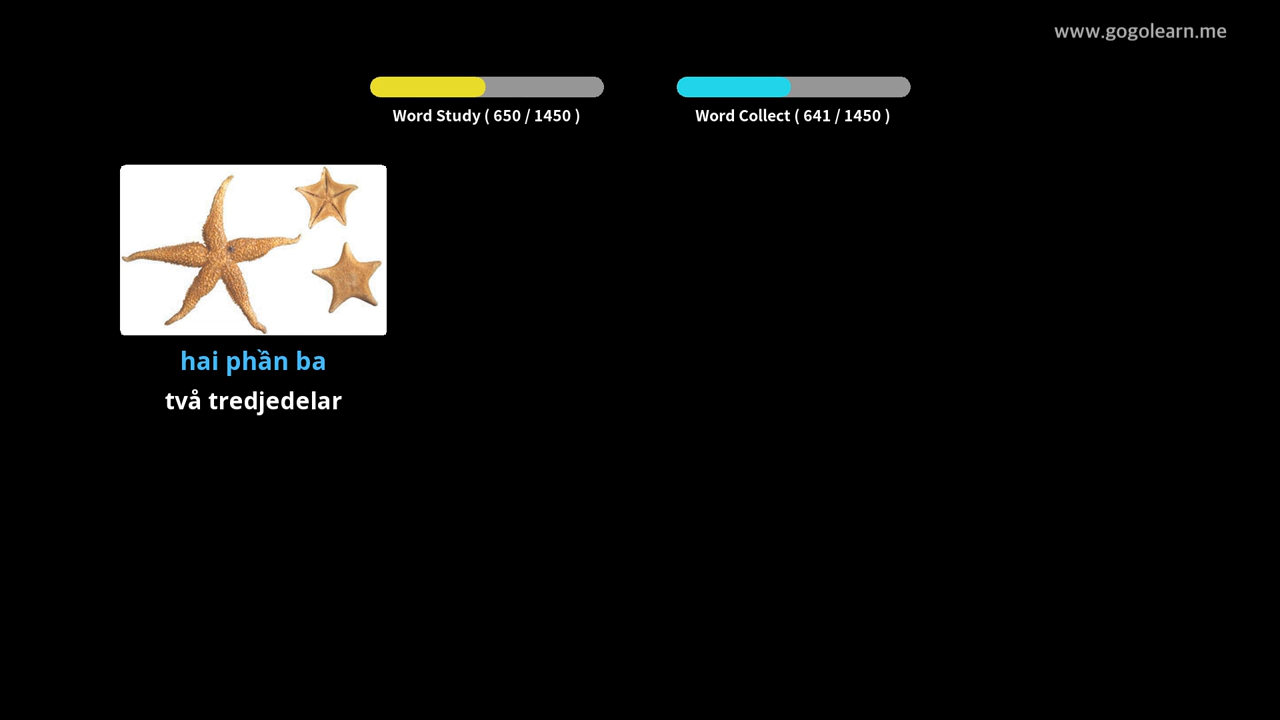 www.gogolearn.me
Word Study ( 650 / 1450 )
Word Collect ( 641 / 1450 )
hai phần ba
två tredjedelar